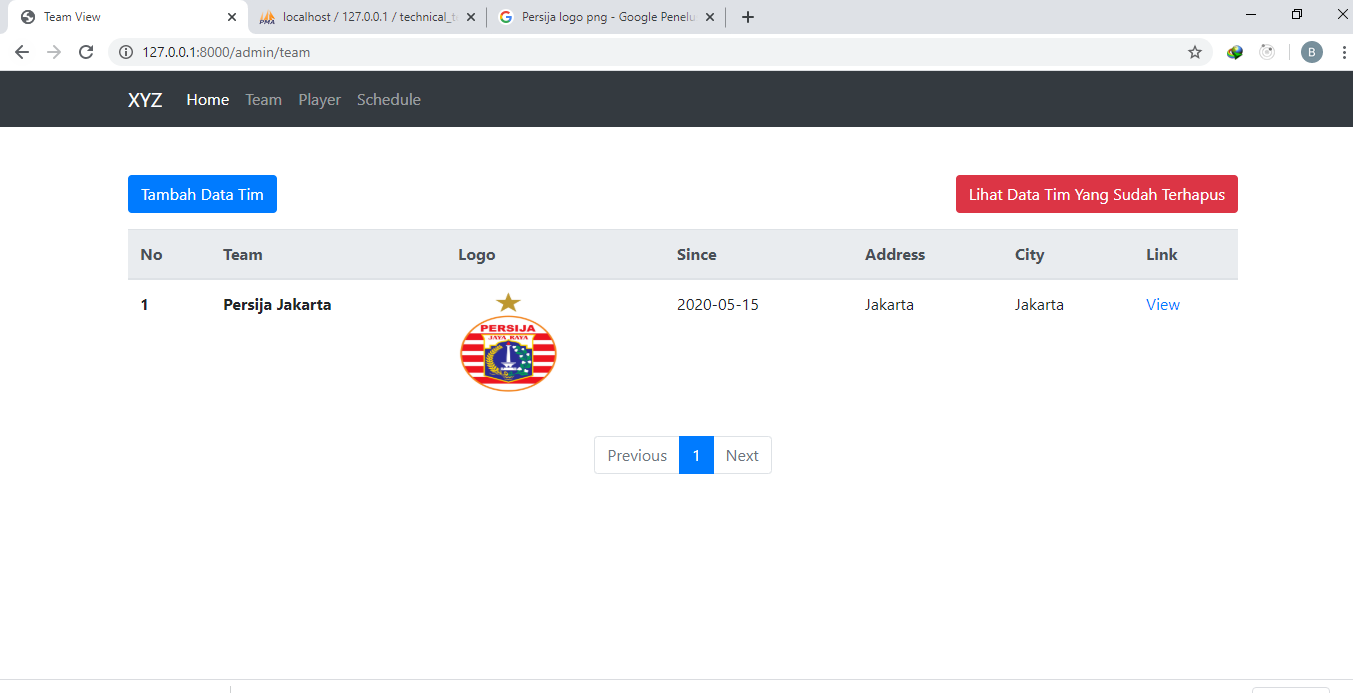 Team View
localhost / 127.0.0.1 / technical_t
Persija logo png - Google Penelu
127.0.0.1:8000/admin/team
B
XYZ Home Team Player Schedule
Tambah Data Tim
Lihat Data Tim Yang Sudah Terhapus
No Team Logo Since Address City Link
1 Persija Jakarta 2020-05-15 Jakarta Jakarta View
PERSIJA
JAYA RAYA
Previous 1 Next